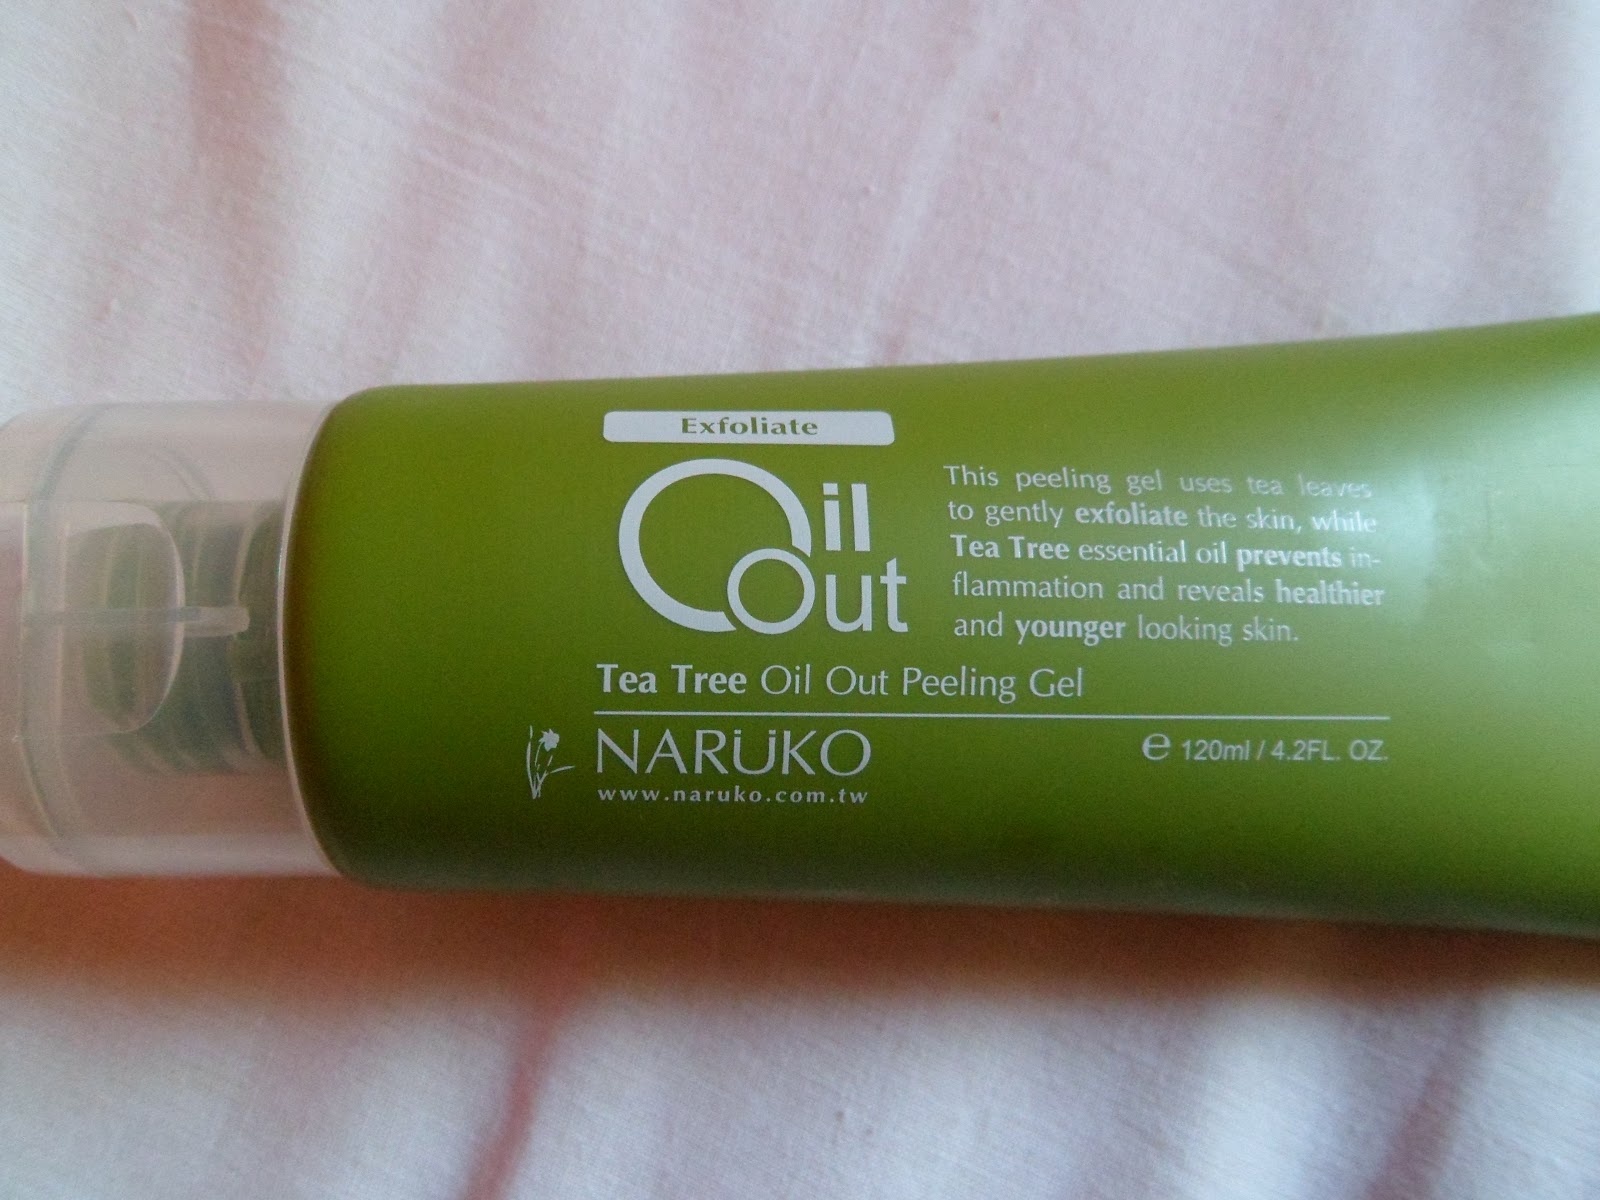 Exfoliate
Oil
Out
This peeling gel uses tea leaves
to gently exfoliate the skin, while
Tea Tree essential oil prevents in-
flammation and reveals healthier
and younger looking skin.
Tea Tree Oil Out Peeling Gel
NARÜKO
www.naruko.com.tw
℮ 120ml / 4.2FL. OZ.